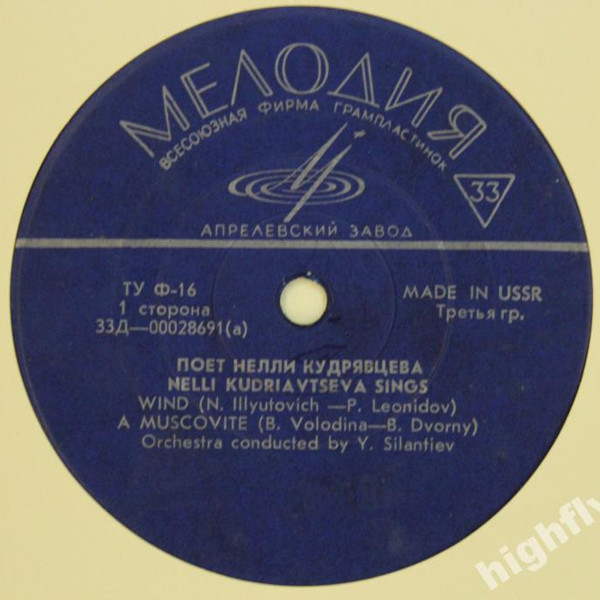 МЕЛОДИЯ
ВСЕСОЮЗНАЯ ФИРМА ГРАМПЛАСТИНОК
33
АПРЕЛЕВСКИЙ ЗАВОД
ТУ Ф-16
MADE IN USSR
1 сторона
Третья гр.
33Д—00028691(а)
ПОЕТ НЕЛЛИ КУДРЯВЦЕВА
NELLI KUDRIAVTSEVA SINGS
WIND (N. Illyutovich —P. Leonidov)
A MUSCOVITE (B. Volodina—B. Dvorny)
Orchestra conducted by Y. Silantiev
highfly